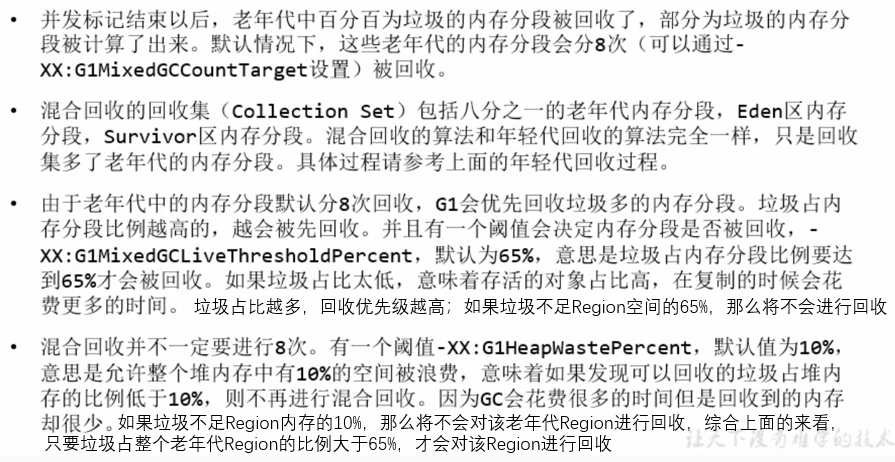 • 并发标记结束以后，老年代中百分百为垃圾的内存分段被回收了，部分为垃圾的内存分
段被计算了出来。默认情况下，这些老年代的内存分段会分8次（可以通过-
XX:G1MixedGCCountTarget设置）被回收。
• 混合回收的回收集（Collection Set）包括八分之一的老年代内存分段，Eden区内存
分段，Survivor区内存分段。混合回收的算法和年轻代回收的算法完全一样，只是回收
集多了老年代的内存分段。具体过程请参考上面的年轻代回收过程。
• 由于老年代中的内存分段默认分8次回收，G1会优先回收垃圾多的内存分段。垃圾占内
存分段比例越高的，越会被先回收。并且有一个阈值会决定内存分段是否被回收，-
XX:G1MixedGCLiveThresholdPercent，默认为65%，意思是垃圾占内存分段比例要达
到65%才会被回收。如果垃圾占比太低，意味着存活的对象占比高，在复制的时候会花
费更多的时间。 垃圾占比越多，回收优先级越高；如果垃圾不足Region空间的65%，那么将不会进行回收
• 混合回收并不一定要进行8次。有一个阈值-XX:G1HeapWastePercent，默认值为10%，
意思是允许整个堆内存中有10%的空间被浪费，意味着如果发现可以回收的垃圾占堆内
存的比例低于10%，则不再进行混合回收。因为GC会花费很多的时间但是回收到的内存
却很少。如果垃圾不足Region内存的10%，那么将不会对该老年代Region进行回收，综合上面的来看，
只要垃圾占整个老年代Region的比例大于65%，才会对该Region进行回收
让天下没有难学的技术